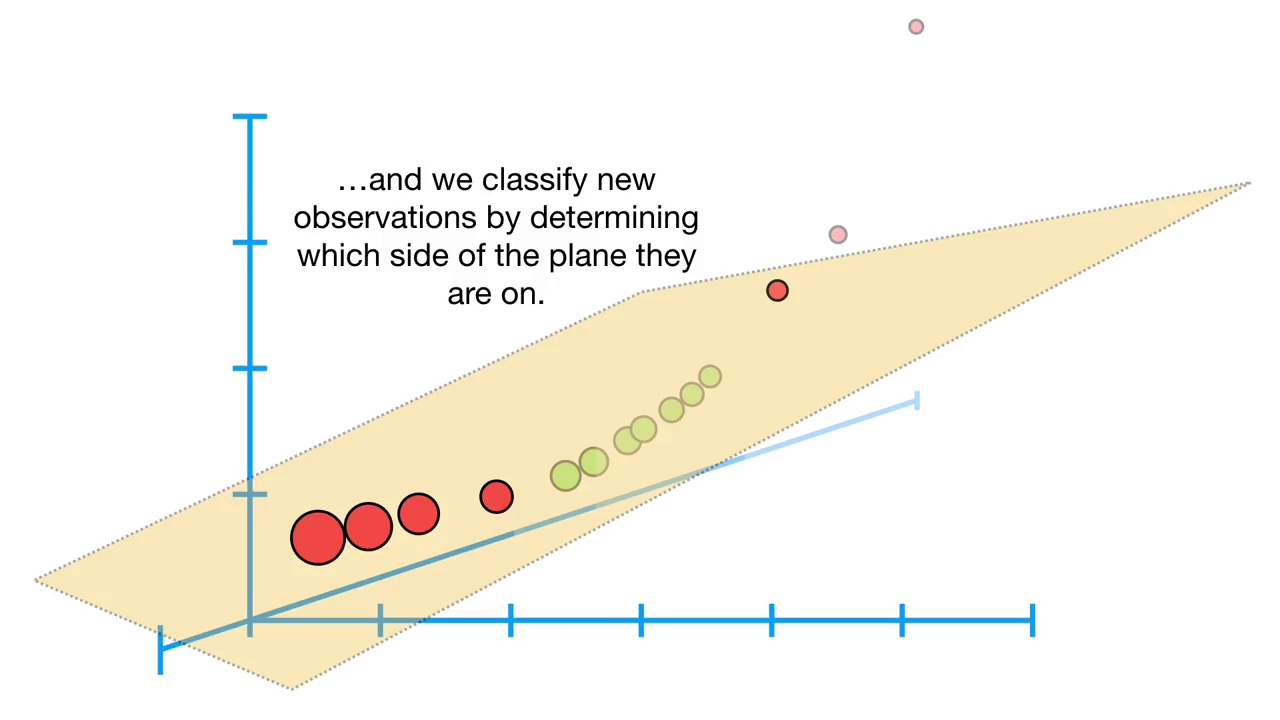 …and we classify new
observations by determining
which side of the plane they
are on.